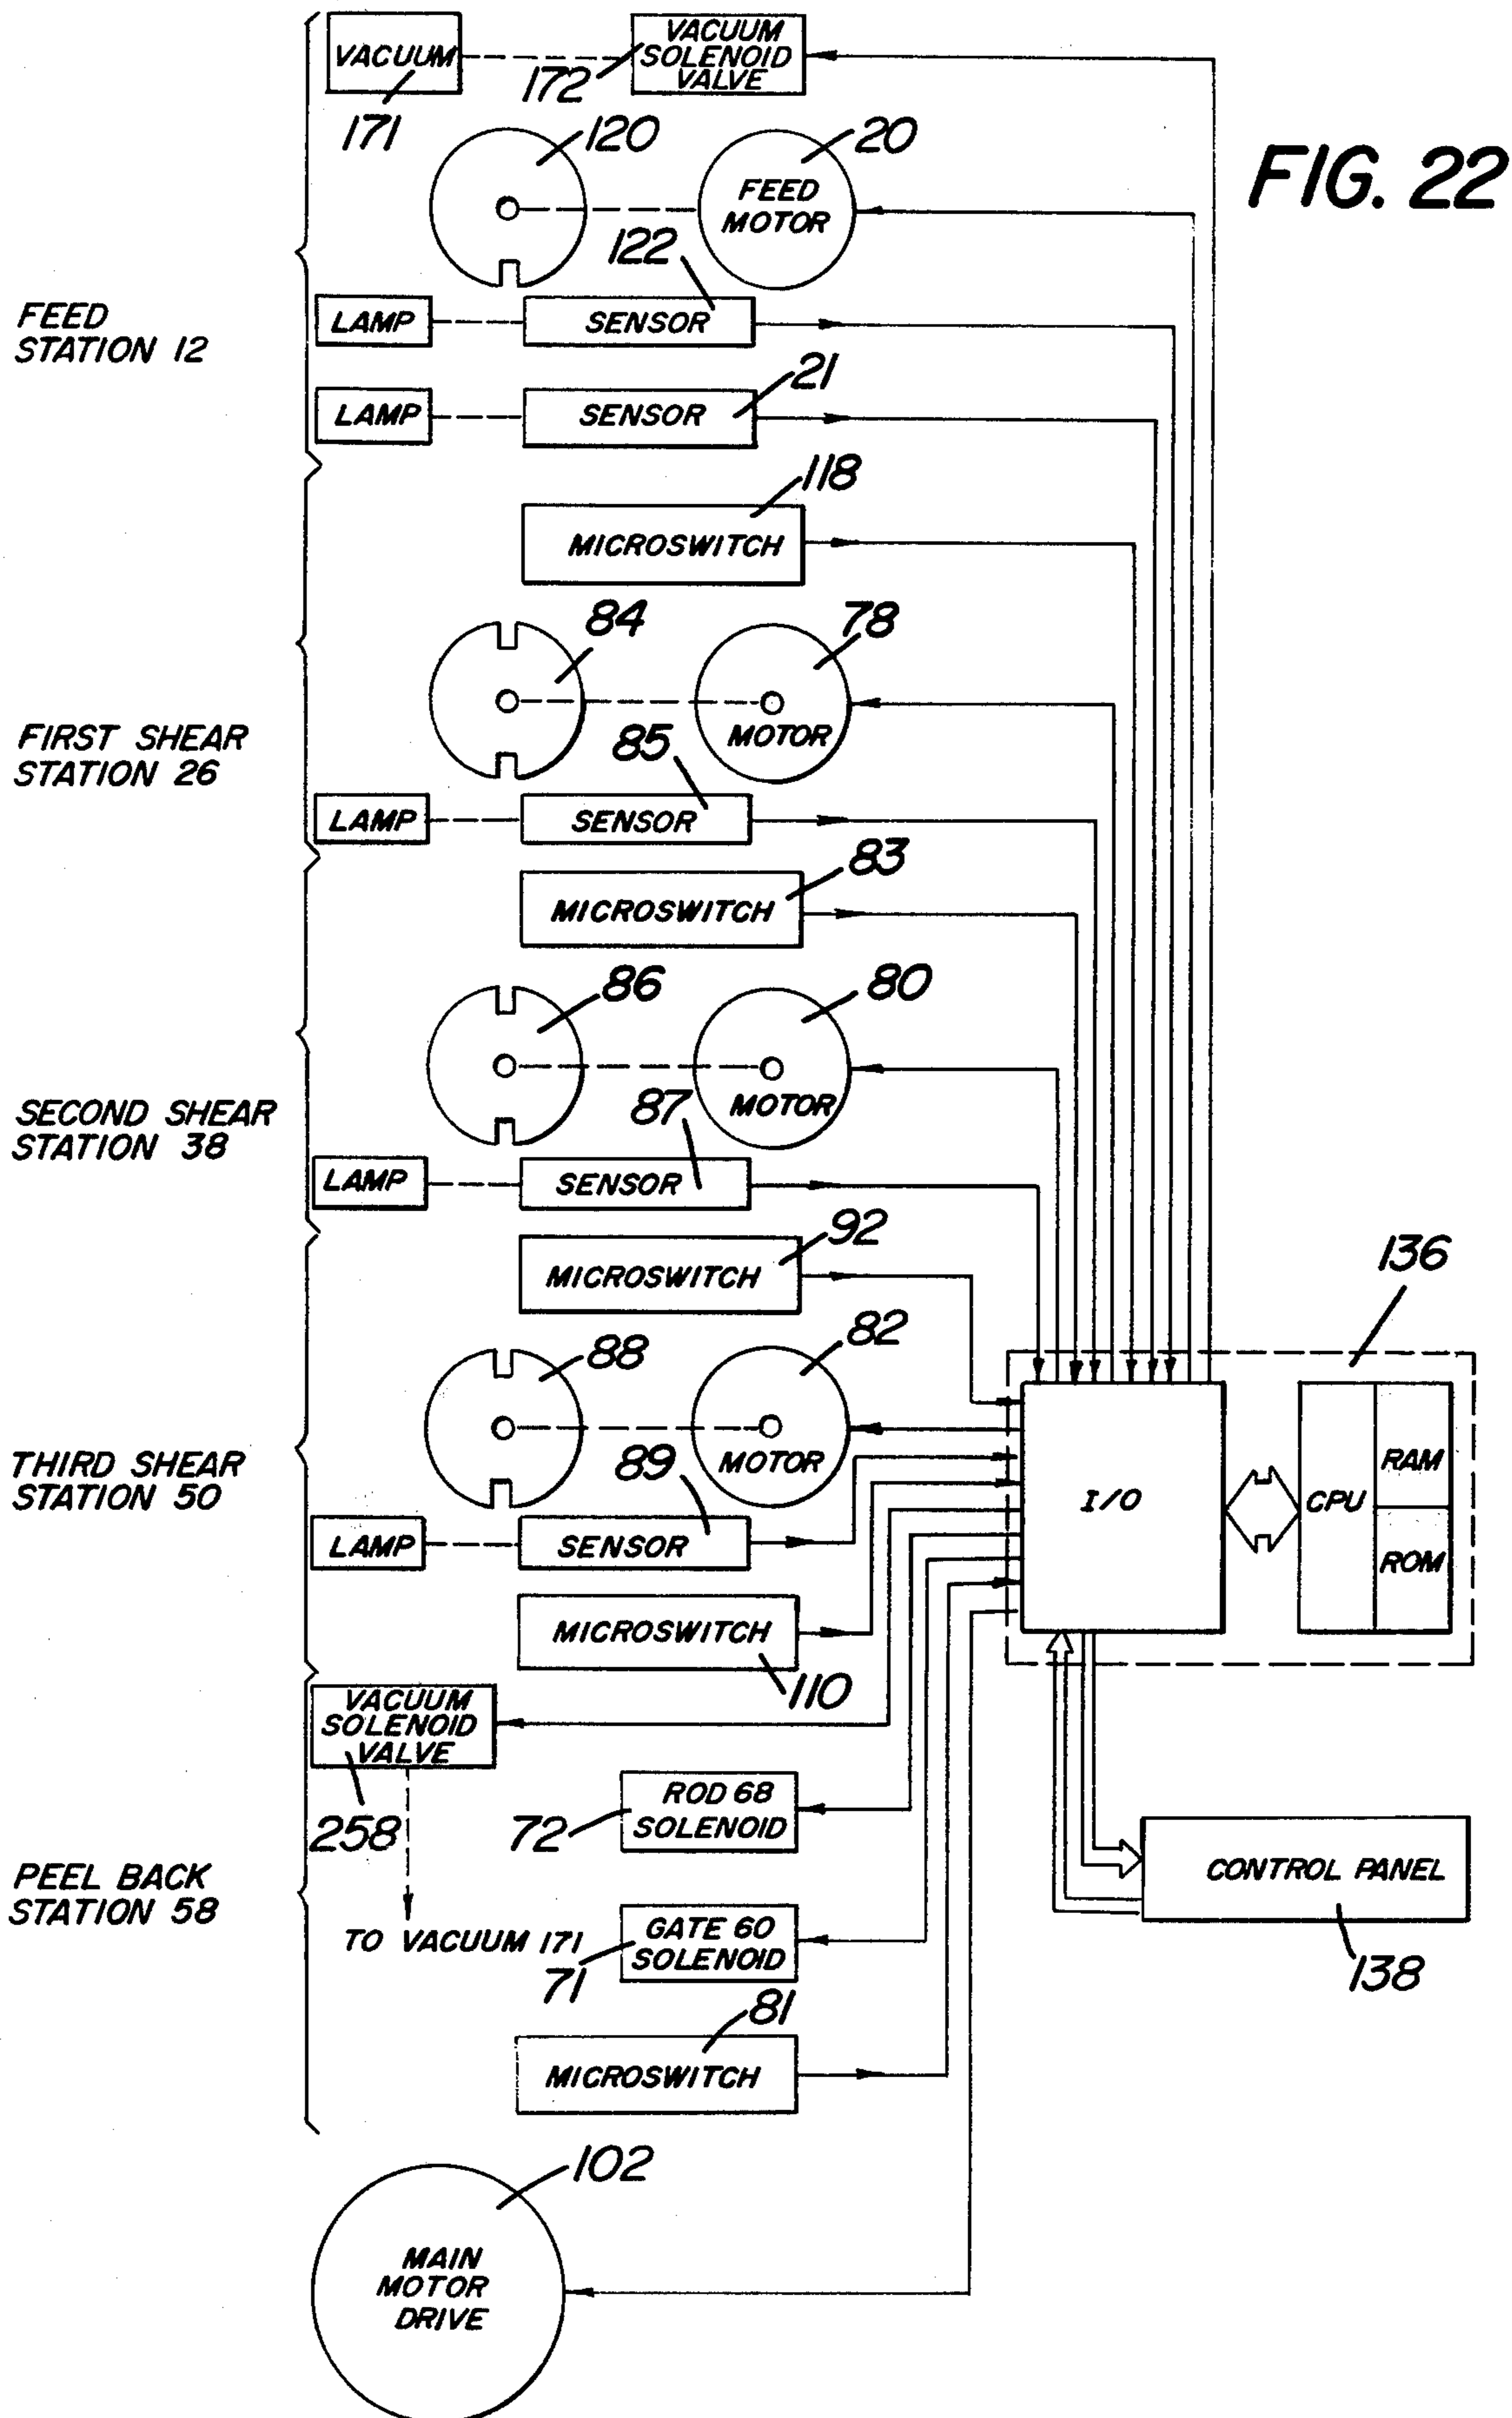 FIG. 22
VACUUM
171
VACUUM
SOLENOID
VALVE
172
120
20
FEED
MOTOR
122
FEED
STATION 12
LAMP
SENSOR
21
LAMP
SENSOR
118
MICROSWITCH
84
78
MOTOR
FIRST SHEAR
STATION 26
85
LAMP
SENSOR
83
MICROSWITCH
86
80
MOTOR
SECOND SHEAR
STATION 38
87
LAMP
SENSOR
92
MICROSWITCH
88
82
MOTOR
THIRD SHEAR
STATION 50
89
LAMP
SENSOR
MICROSWITCH
110
136
I/O
CPU
RAM
ROM
VACUUM
SOLENOID
VALVE
258
ROD 68
SOLENOID
72
PEEL BACK
STATION 58
TO VACUUM 171
GATE 60
SOLENOID
71
CONTROL PANEL
138
81
MICROSWITCH
102
MAIN
MOTOR
DRIVE